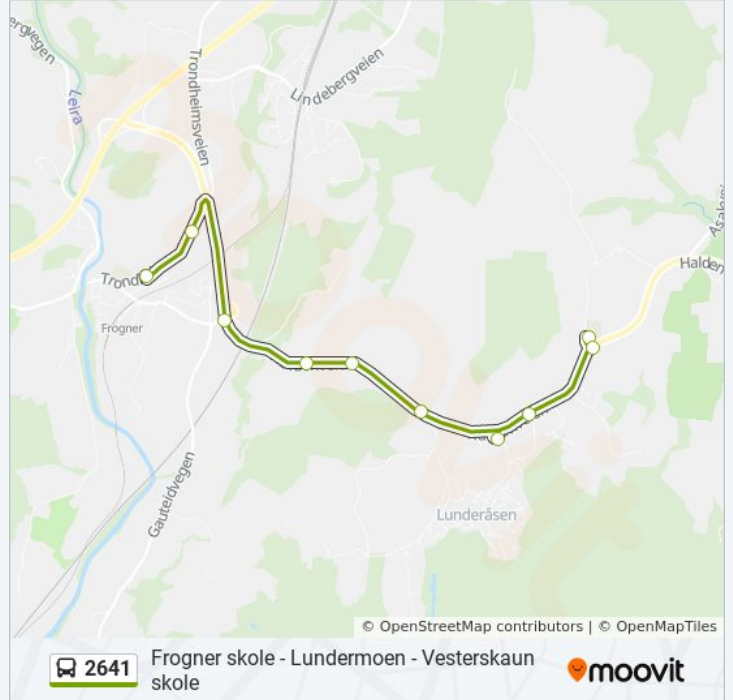 ergvegen
Leira
Trondheimsveien
Lindebergveien
Åsakve
Halden
Trond
Frogner
Gauteidvegen
Lunderåsen
© OpenStreetMap contributors | © OpenMapTiles
2641
Frogner skole - Lundermoen - Vesterskaun
skole
moovit